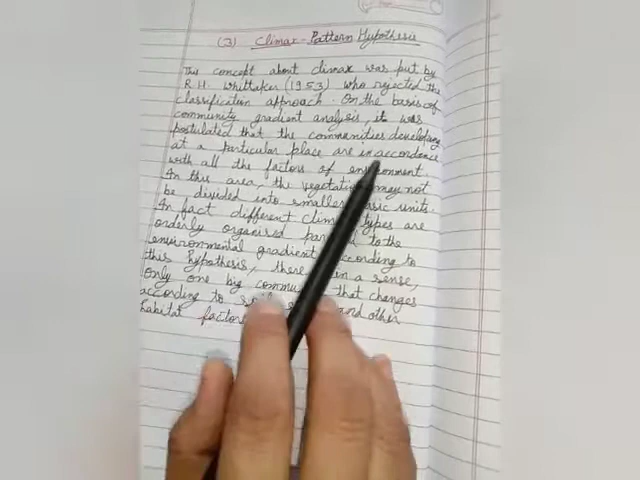 (3) Climax-Pattern Hypothesis
This concept about climax was put by
R.H. Whittaker (1953) who rejected the
classification approach. On the basis of
community gradient analysis, it was
postulated that the communities developing
at a particular place are in accordance
with all the factors of environment.
In this area, the vegetation may not
be divided into smaller basic units.
In fact different climax types are
orderly organised to the
environmental gradient According to
this hypothesis, there in a sense,
only one big that changes
according to and other
habitat factors